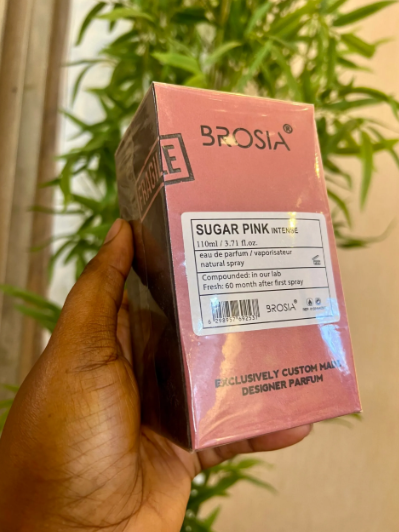 BROSIA®
SUGAR PINK INTENSE
110ml / 3.71 fl.oz.
eau de parfum / vaporisateur
natural spray
Compounded: in our lab
Fresh: 60 month after first spray
BROSIA®
EXCLUSIVELY CUSTOM MADE
DESIGNER PARFUM